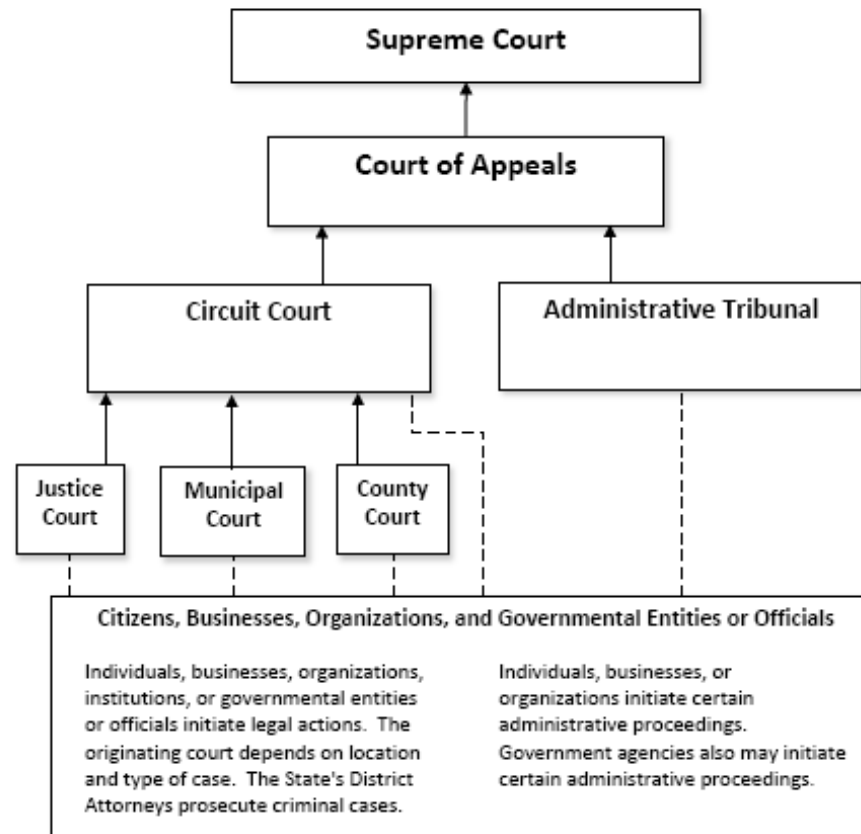 Supreme Court
Court of Appeals
Circuit Court
Administrative Tribunal
Justice
Court
Municipal
Court
County
Court
Citizens, Businesses, Organizations, and Governmental Entities or Officials
Individuals, businesses, organizations,
institutions, or governmental entities
or officials initiate legal actions.  The
originating court depends on location
and type of case.  The State's District
Attorneys prosecute criminal cases.
Individuals, businesses, or
organizations initiate certain
administrative proceedings.
Government agencies also may initiate
certain administrative proceedings.